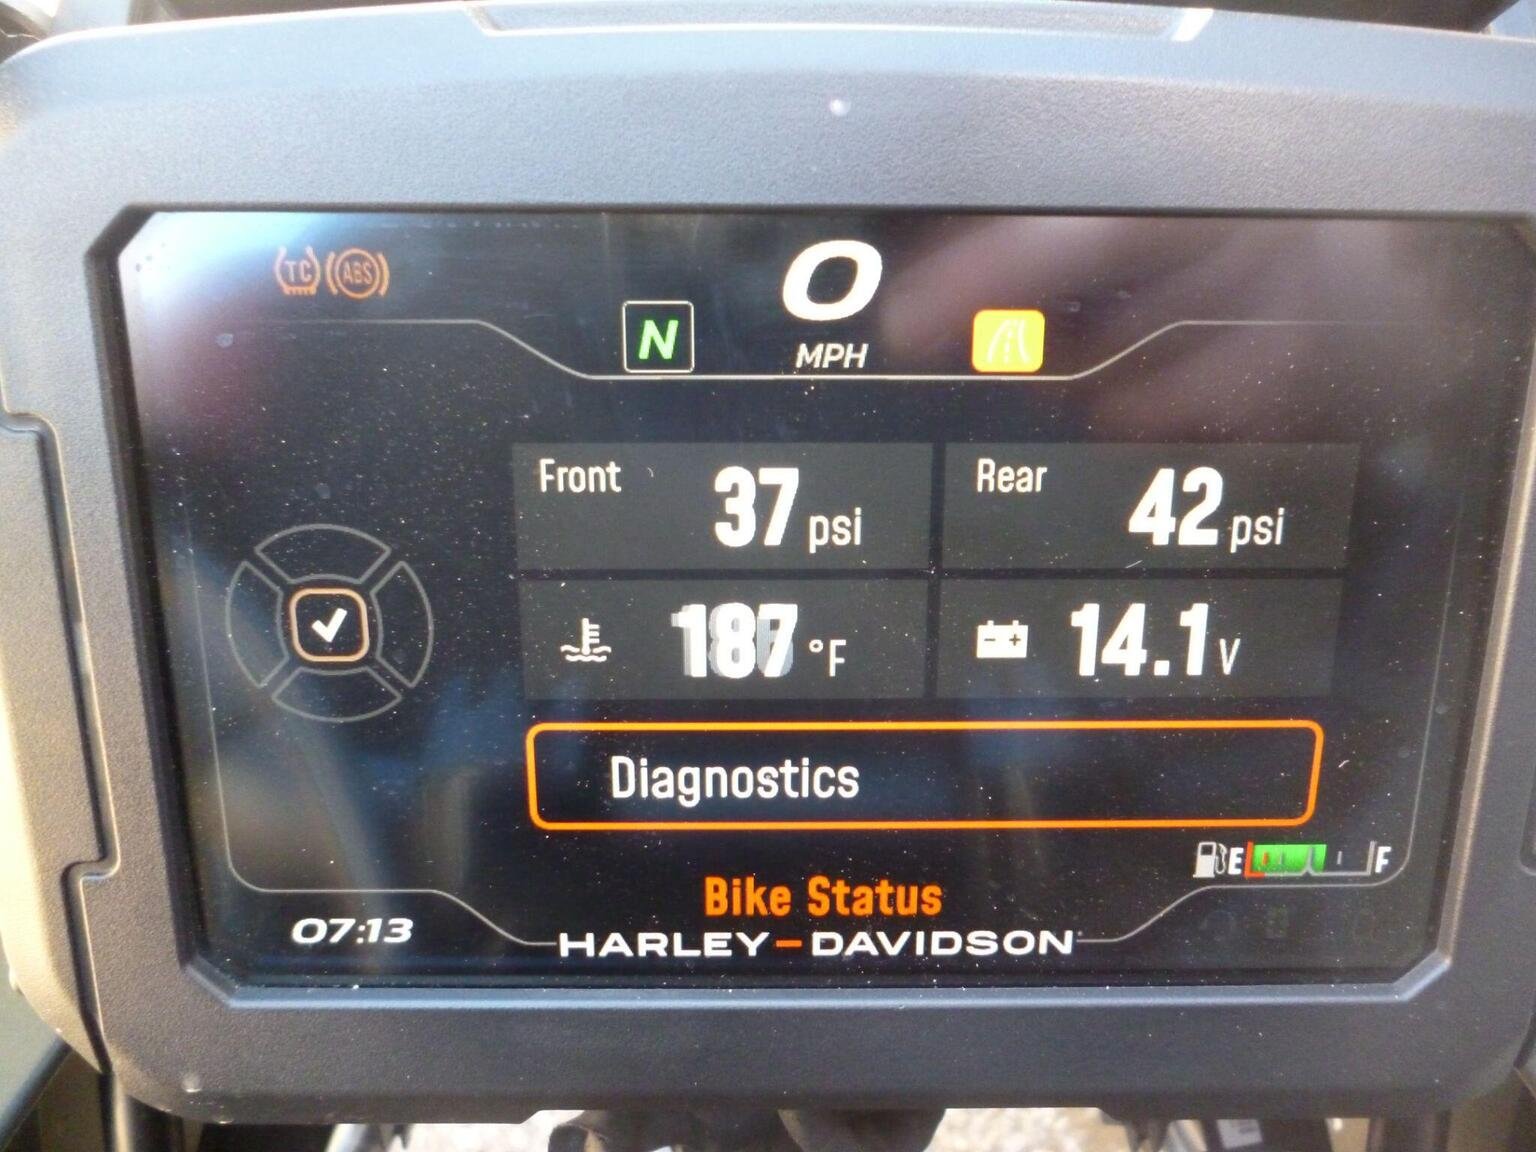 TC ABS
0
MPH
N
Front 37 psi
Rear 42 psi
187 °F
14.1 V
Diagnostics
E F
Bike Status
07:13
HARLEY-DAVIDSON